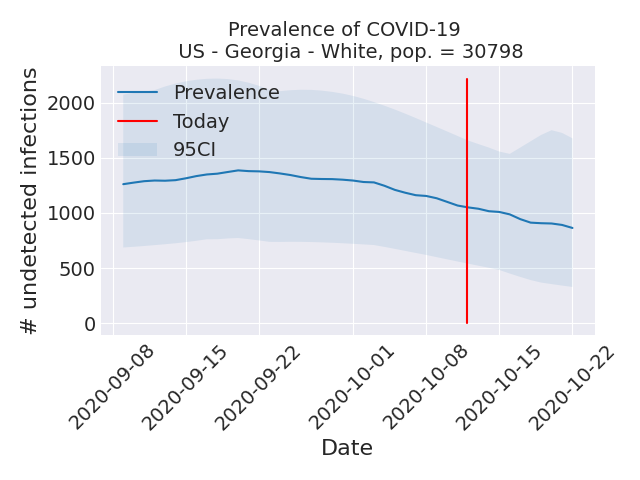 Prevalence of COVID-19
US - Georgia - White, pop. = 30798
# undetected infections
2000
1500
1000
500
0
Prevalence
Today
95CI
2020-09-08
2020-09-15
2020-09-22
2020-10-01
2020-10-08
2020-10-15
2020-10-22
Date